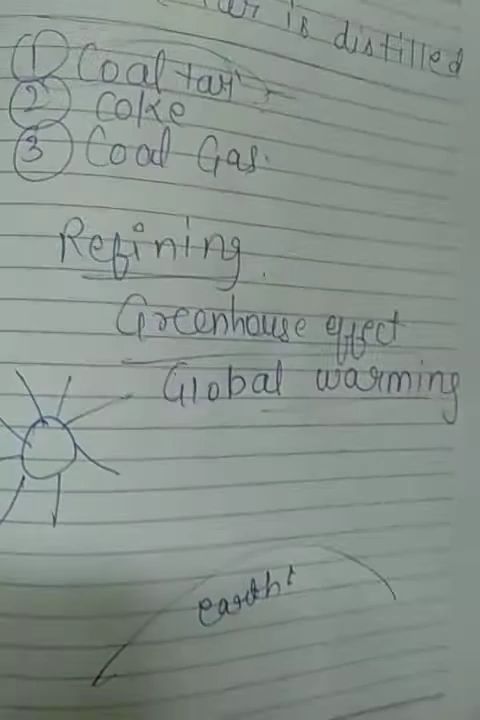 is distilled
① Coal tar
② Coke
③ Coal Gas.
Refining.
Greenhouse effect
Global warming
earth